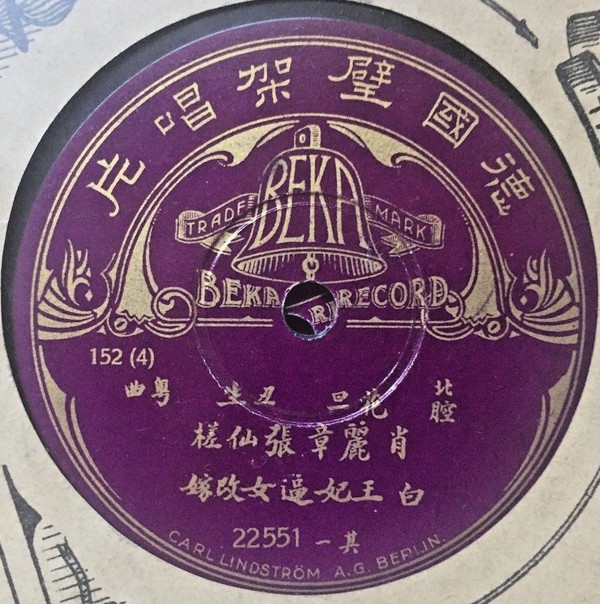 德國璧架唱片
BEKA
TRADE MARK
BEKA RECORD
152 (4)
北腔 花旦 丑生 粵曲
肖麗章 張仙槎
白王妃逼女改嫁
其一 22551
CARL LINDSTRÖM A.G. BERLIN.